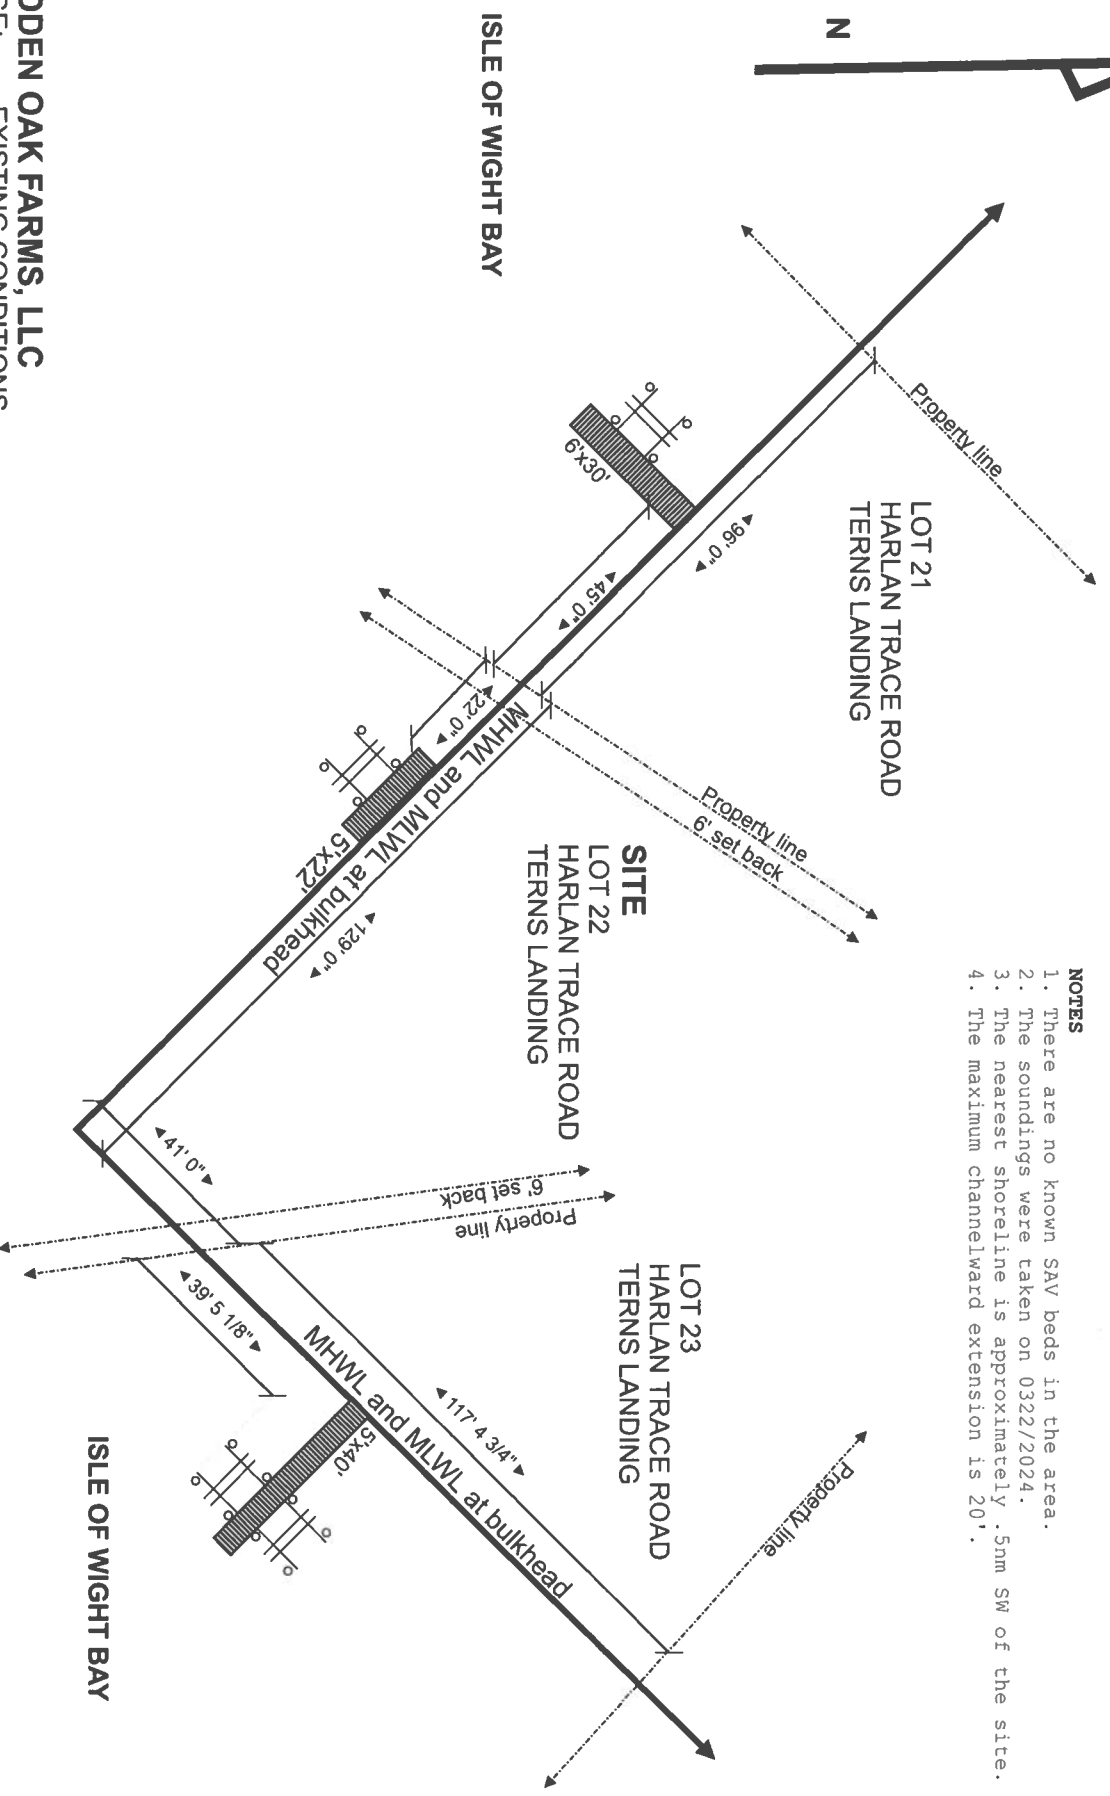 NOTES
1. There are no known SAV beds in the area.
2. The soundings were taken on 0322/2024.
3. The nearest shoreline is approximately .5nm SW of the site.
4. The maximum channelward extension is 20'.
N
LOT 21
HARLAN TRACE ROAD
TERNS LANDING
Property line
96' 0"
6'x30'
45' 0"
ISLE OF WIGHT BAY
Property line
6' set back
SITE
LOT 22
HARLAN TRACE ROAD
TERNS LANDING
22' 0"
MHWL and MLWL at bulkhead
5'x22'
129' 0"
41' 0"
6' set back
Property line
LOT 23
HARLAN TRACE ROAD
TERNS LANDING
39' 5 1/8"
MHWL and MLWL at bulkhead
117' 4 3/4"
5'x40'
Property line
ISLE OF WIGHT BAY
OAK FARMS, LLC
EXISTING CONDITIONS